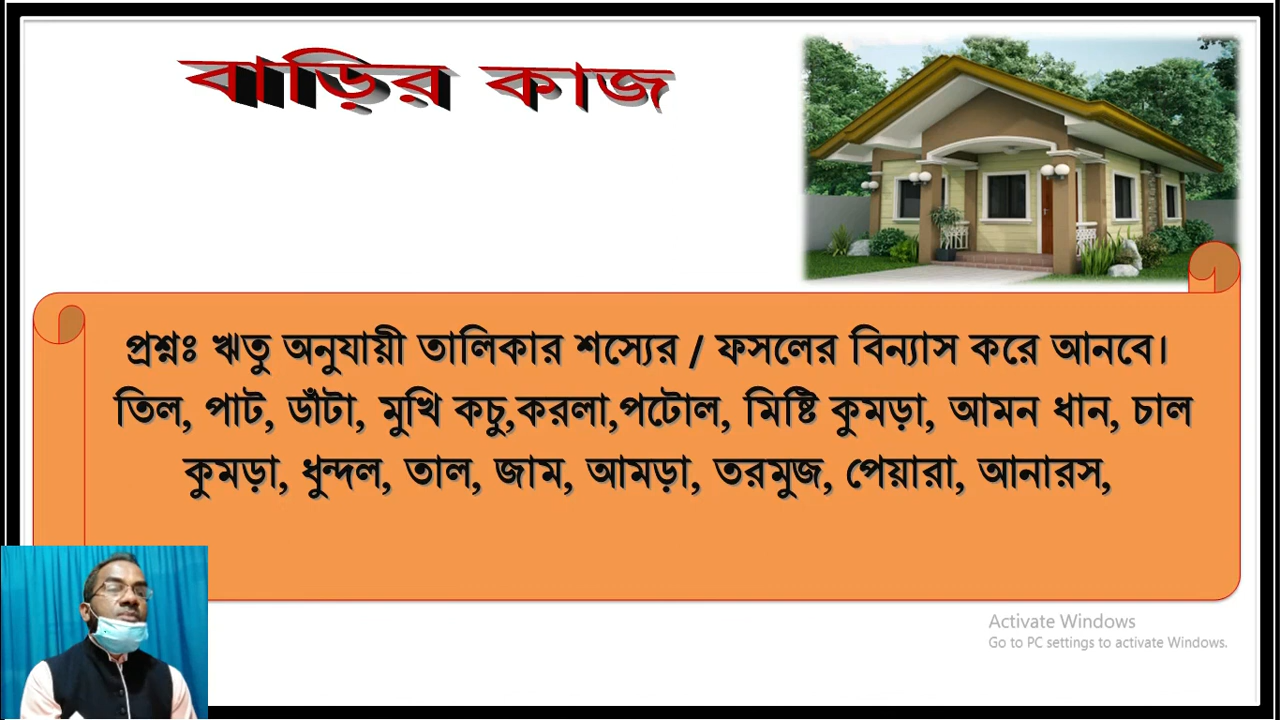 বাড়ির কাজ
প্রশ্নঃ ঋতু অনুযায়ী তালিকার শস্যের / ফসলের বিন্যাস করে আনবে।
তিল, পাট, ডাঁটা, মুখি কচু,করলা,পটোল, মিষ্টি কুমড়া, আমন ধান, চাল
কুমড়া, ধুন্দল, তাল, জাম, আমড়া, তরমুজ, পেয়ারা, আনারস,
Activate Windows
Go to PC settings to activate Windows.